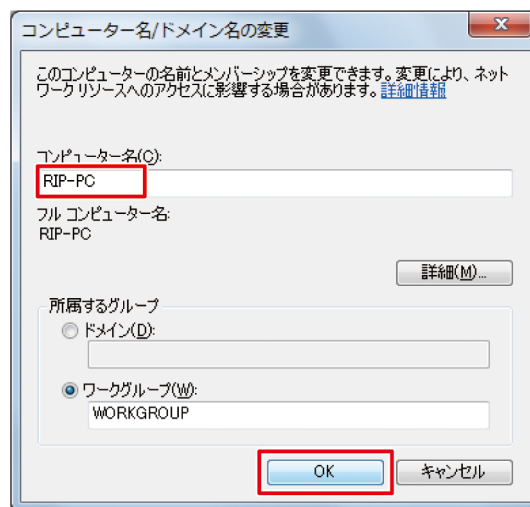 コンピューター名/ドメイン名の変更
このコンピューターの名前とメンバーシップを変更できます。変更により、ネット
ワーク リソースへのアクセスに影響する場合があります。詳細情報
コンピューター名(C):
RIP-PC
フル コンピューター名:
RIP-PC
詳細(M)...
所属するグループ
ドメイン(D):
ワークグループ(W):
WORKGROUP
OK
キャンセル